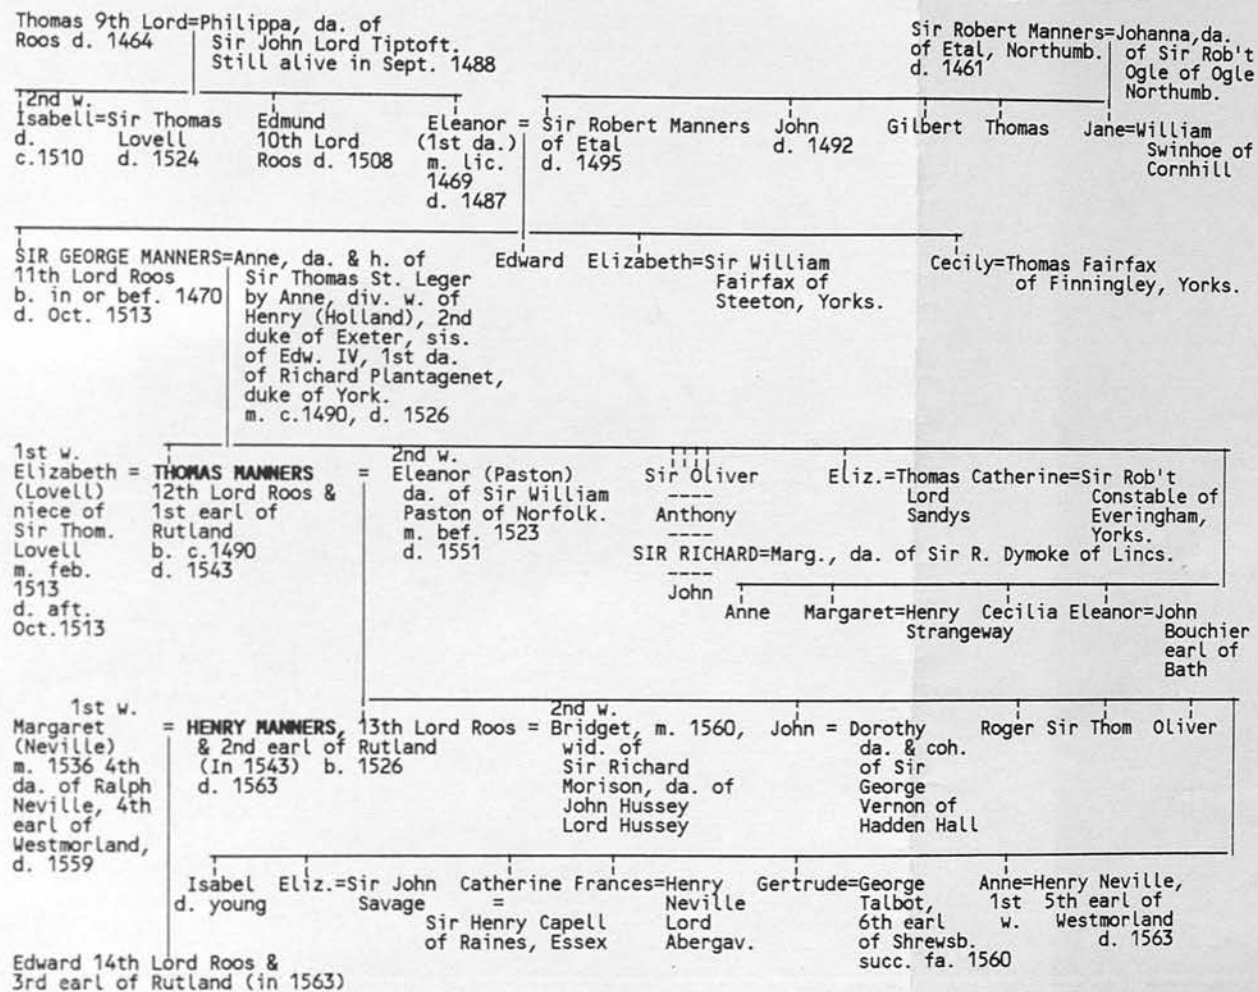 Thomas 9th Lord=Philippa, da. of
Roos d. 1464
Sir John Lord Tiptoft.
Still alive in Sept. 1488
Sir Robert Manners=Johanna,da.
of Etal, Northumb.
d. 1461
of Sir Rob't
Ogle of Ogle
Northumb.
2nd w.
Isabell=Sir Thomas
d.
c.1510
Lovell
d. 1524
Edmund
10th Lord
Roos d. 1508
Eleanor = Sir Robert Manners
(1st da.)
m. lic.
1469
d. 1487
of Etal
d. 1495
John
d. 1492
Gilbert
Thomas
Jane=William
Swinhoe of
Cornhill
SIR GEORGE MANNERS=Anne, da. & h. of
11th Lord Roos
b. in or bef. 1470
d. Oct. 1513
Sir Thomas St. Leger
by Anne, div. w. of
Henry (Holland), 2nd
duke of Exeter, sis.
of Edw. IV, 1st da.
of Richard Plantagenet,
duke of York.
m. c.1490, d. 1526
Edward
Elizabeth=Sir William
Fairfax of
Steeton, Yorks.
Cecily=Thomas Fairfax
of Finningley, Yorks.
1st w.
Elizabeth = THOMAS MANNERS =
(Lovell)
niece of
Sir Thom.
Lovell
m. feb.
1513
d. aft.
Oct.1513
12th Lord Roos &
1st earl of
Rutland
b. c.1490
d. 1543
2nd w.
Eleanor (Paston)
da. of Sir William
Paston of Norfolk.
m. bef. 1523
d. 1551
Sir Oliver
----
Anthony
----
SIR RICHARD=Marg., da. of Sir R. Dymoke of Lincs.
----
John
Eliz.=Thomas
Lord
Sandys
Catherine=Sir Rob't
Constable of
Everingham,
Yorks.
Anne
Margaret=Henry
Strangeway
Cecilia
Eleanor=John
Bouchier
earl of
Bath
1st w.
Margaret = HENRY MANNERS, 13th Lord Roos = Bridget, m. 1560,
(Neville)
m. 1536 4th
da. of Ralph
Neville, 4th
earl of
Westmorland,
d. 1559
& 2nd earl of Rutland
(In 1543) b. 1526
d. 1563
2nd w.
wid. of
Sir Richard
Morison, da. of
John Hussey
Lord Hussey
John = Dorothy
da. & coh.
of Sir
George
Vernon of
Hadden Hall
Roger
Sir Thom
Oliver
Isabel
d. young
Eliz.=Sir John
Savage
Catherine
=
Sir Henry Capell
of Raines, Essex
Frances=Henry
Neville
Lord
Abergav.
Gertrude=George
Talbot,
6th earl
of Shrewsb.
succ. fa. 1560
Anne=Henry Neville,
1st
w.
5th earl of
Westmorland
d. 1563
Edward 14th Lord Roos &
3rd earl of Rutland (in 1563)